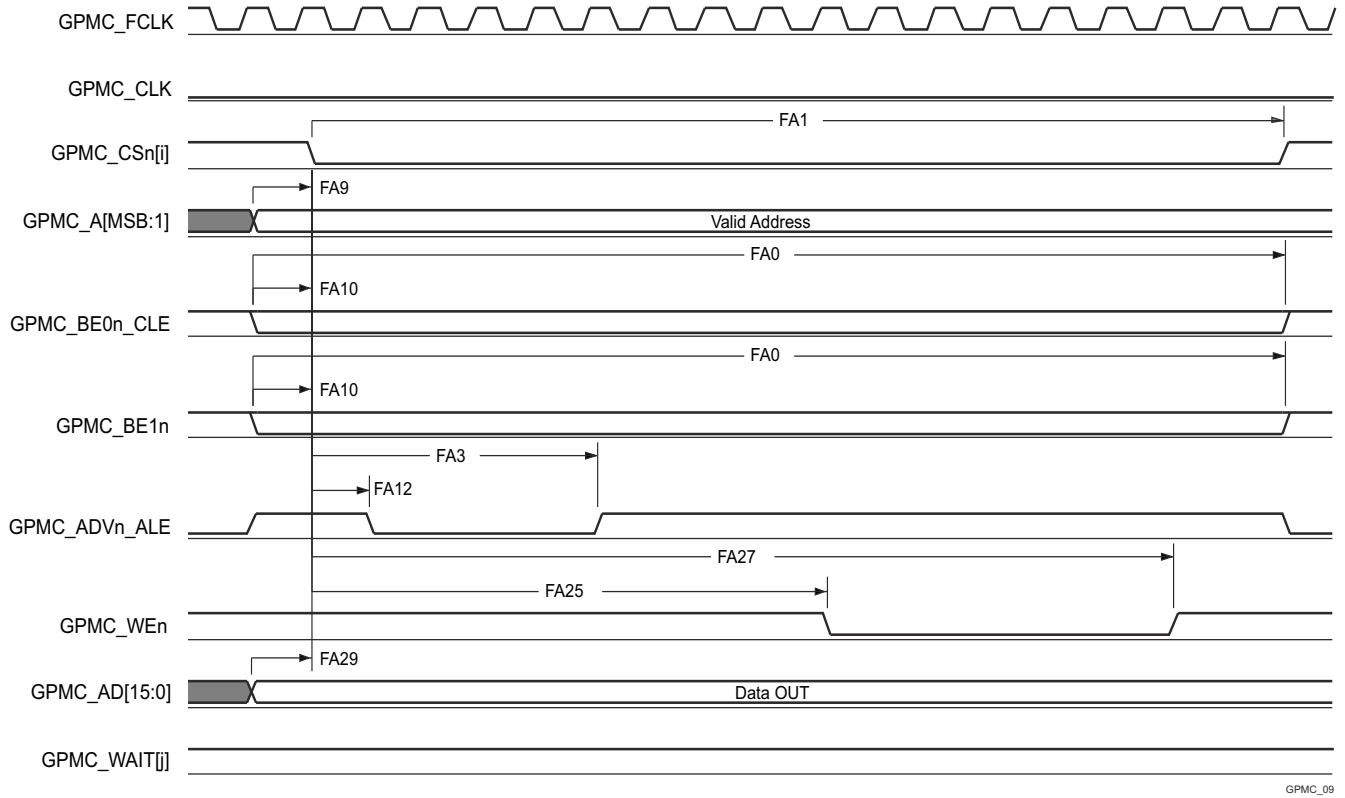 GPMC_FCLK
GPMC_CLK
FA1
GPMC_CSn[i]
FA9
GPMC_A[MSB:1]
Valid Address
FA0
FA10
GPMC_BE0n_CLE
FA0
FA10
GPMC_BE1n
FA3
FA12
GPMC_ADVn_ALE
FA27
FA25
GPMC_WEn
FA29
GPMC_AD[15:0]
Data OUT
GPMC_WAIT[j]
GPMC_09